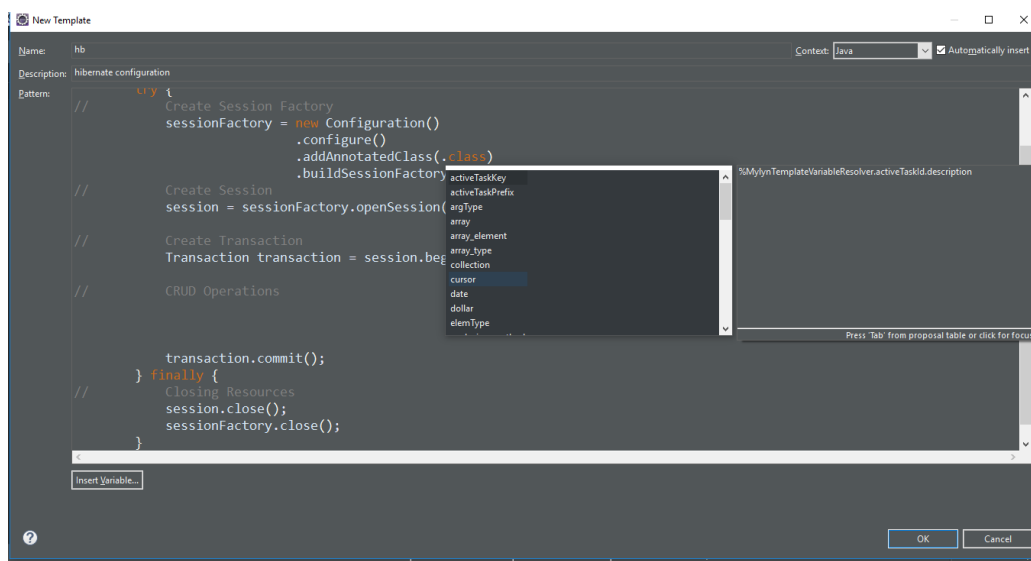 New Template
Name: hb Context: Java Automatically insert
Description: hibernate configuration
Pattern: try {
// Create Session Factory
sessionFactory = new Configuration()
.configure()
.addAnnotatedClass(.class)
.buildSessionFactory
// Create Session
session = sessionFactory.openSession(
// Create Transaction
Transaction transaction = session.beg
// CRUD Operations
transaction.commit();
} finally {
// Closing Resources
session.close();
sessionFactory.close();
}
activeTaskKey
activeTaskPrefix
argType
array
array_element
array_type
collection
cursor
date
dollar
elemType
%MylynTemplateVariableResolver.activeTaskId.description
Press 'Tab' from proposal table or click for focus
Insert Variable...
?
OK Cancel